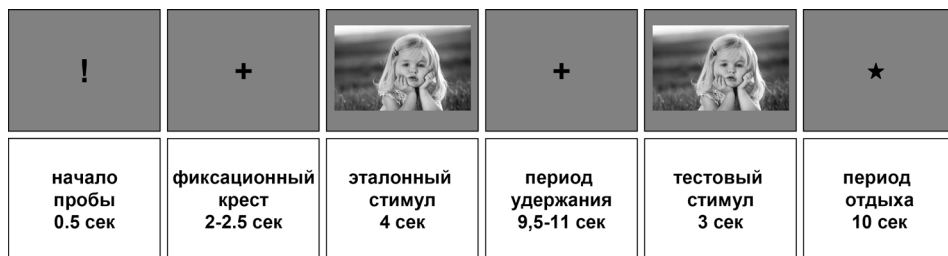 !
+
+
★
начало
пробы
0.5 сек
фиксационный
крест
2-2.5 сек
эталонный
стимул
4 сек
период
удержания
9,5-11 сек
тестовый
стимул
3 сек
период
отдыха
10 сек